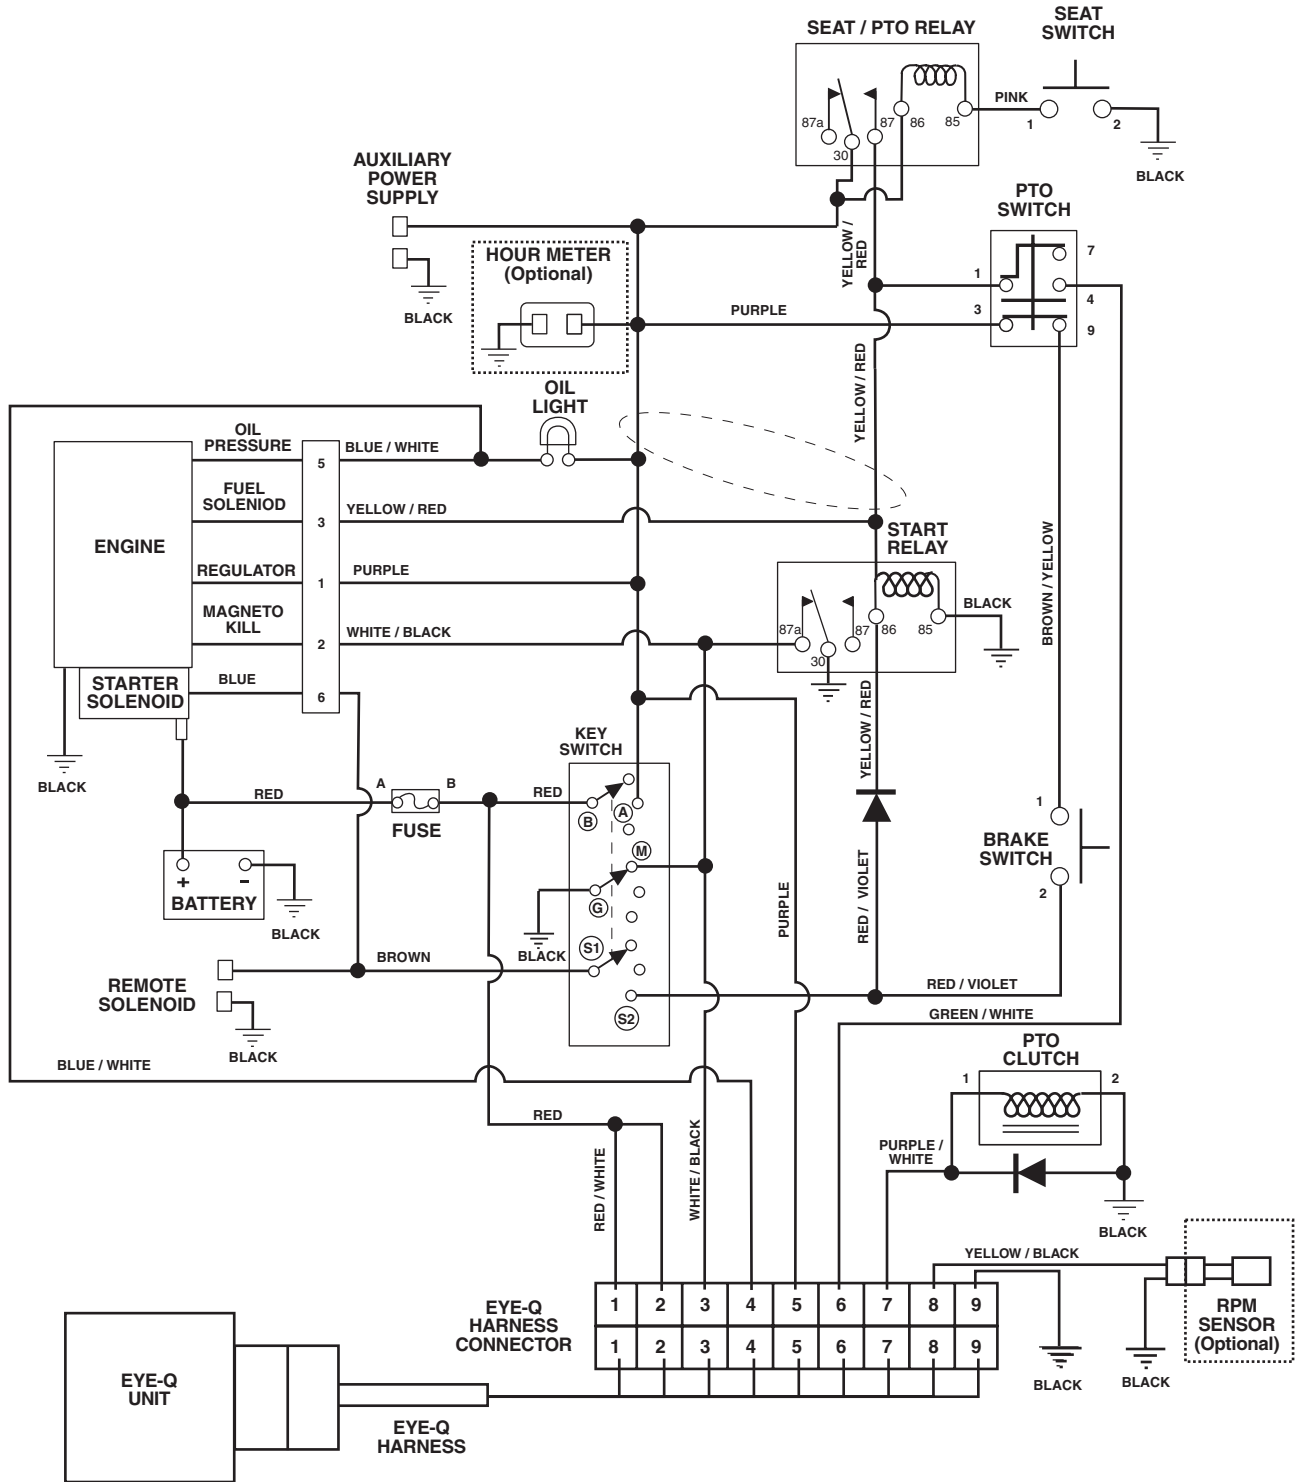 SEAT / PTO RELAY
SEAT
SWITCH
87a
30
87
86
85
PINK
1
2
BLACK
AUXILIARY
POWER
SUPPLY
BLACK
HOUR METER
(Optional)
YELLOW /
RED
PTO
SWITCH
1
7
4
3
9
PURPLE
OIL
LIGHT
YELLOW / RED
ENGINE
OIL
PRESSURE
5
BLUE / WHITE
FUEL
SOLENIOD
3
YELLOW / RED
REGULATOR
1
PURPLE
MAGNETO
KILL
2
WHITE / BLACK
STARTER
SOLENOID
BLUE
6
BLACK
START
RELAY
87a
30
87
86
85
BLACK
BROWN / YELLOW
YELLOW / RED
KEY
SWITCH
RED
A
B
FUSE
RED
B
A
M
G
BLACK
S1
S2
+
-
BATTERY
BLACK
REMOTE
SOLENOID
BROWN
BLACK
PURPLE
RED / VIOLET
1
BRAKE
SWITCH
2
RED / VIOLET
GREEN / WHITE
BLUE / WHITE
PTO
CLUTCH
1
2
RED
RED / WHITE
WHITE / BLACK
PURPLE /
WHITE
BLACK
YELLOW / BLACK
RPM
SENSOR
(Optional)
BLACK
BLACK
EYE-Q
HARNESS
CONNECTOR
1 2 3 4 5 6 7 8 9
1 2 3 4 5 6 7 8 9
EYE-Q
UNIT
EYE-Q
HARNESS